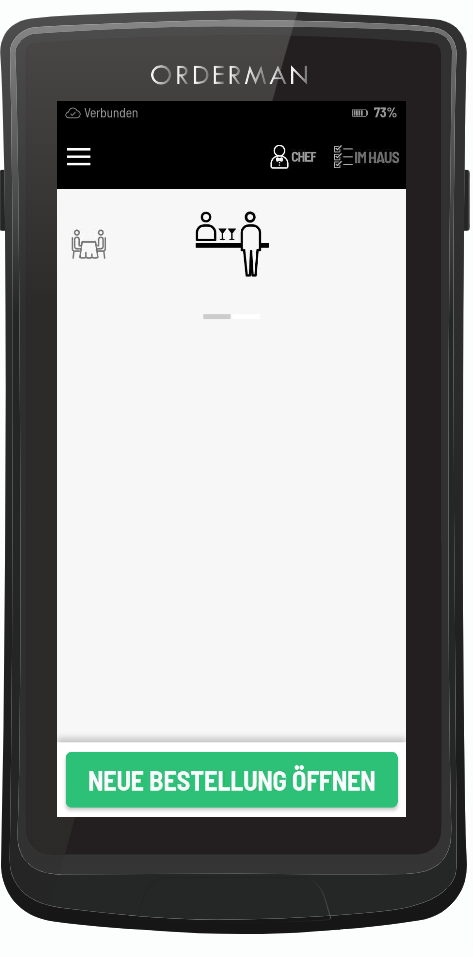 ORDERMAN
Verbunden 73%
CHEF IM HAUS
NEUE BESTELLUNG ÖFFNEN